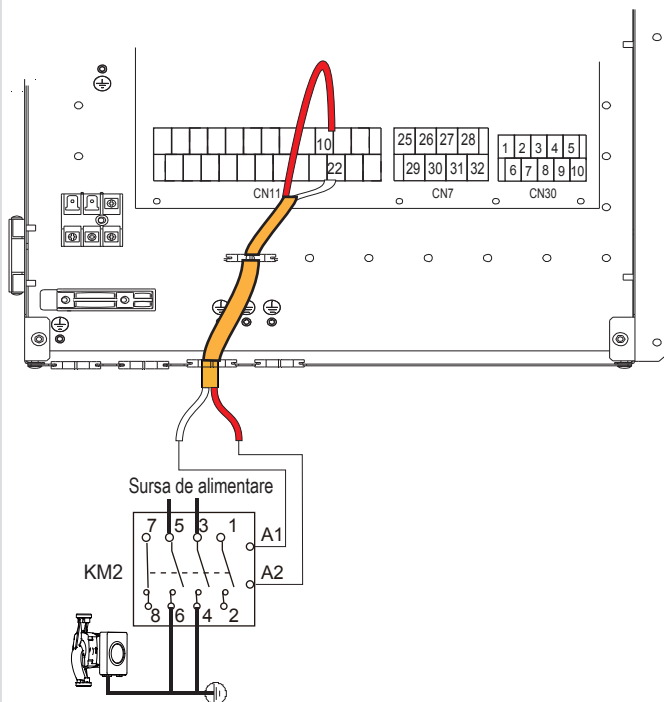 10
22
CN11
25 26 27 28
29 30 31 32
CN7
1 2 3 4 5
6 7 8 9 10
CN30
Sursa de alimentare
7 5 3 1
A1
KM2
A2
8 6 4 2